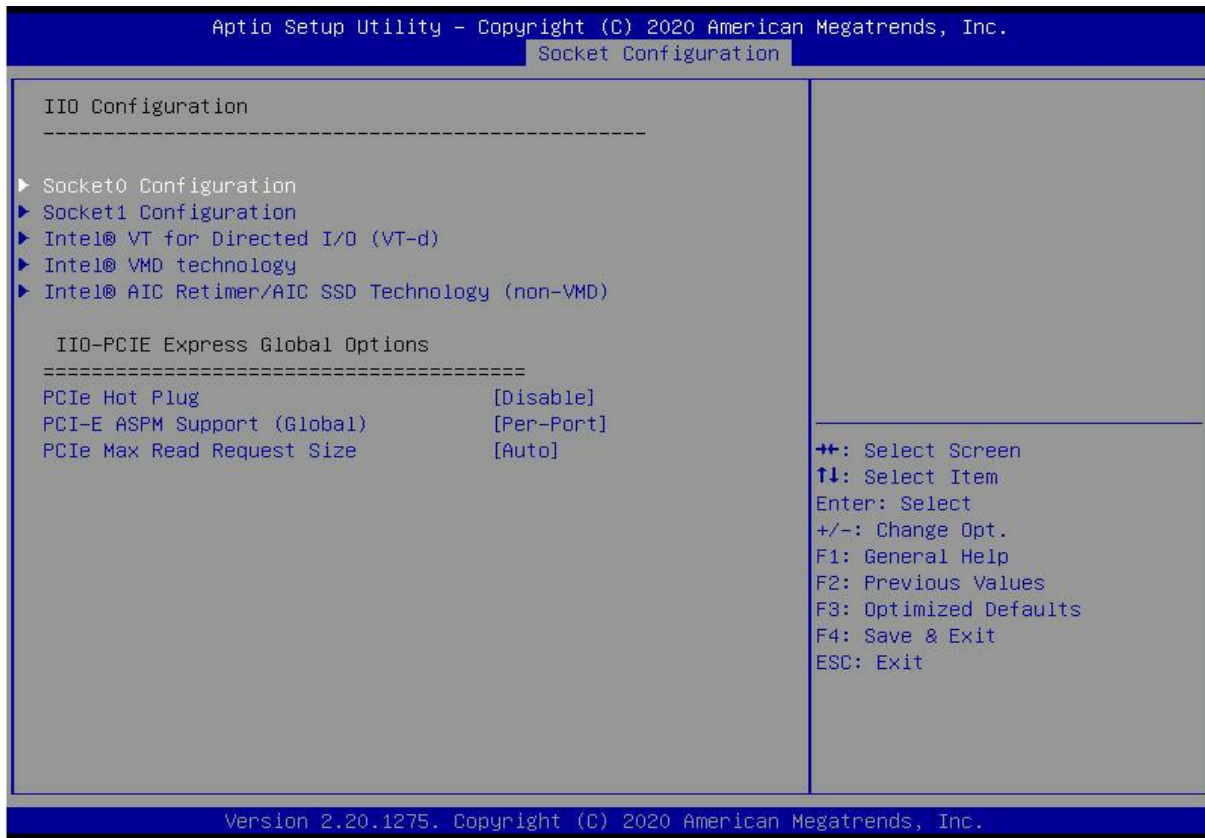 Aptio Setup Utility – Copyright (C) 2020 American Megatrends, Inc.
Socket Configuration
IIO Configuration
--------------------------------------------------
▶ Socket0 Configuration
▶ Socket1 Configuration
▶ Intel® VT for Directed I/O (VT-d)
▶ Intel® VMD technology
▶ Intel® AIC Retimer/AIC SSD Technology (non-VMD)
IIO-PCIE Express Global Options
========================================
PCIe Hot Plug [Disable]
PCI-E ASPM Support (Global) [Per-Port]
PCIe Max Read Request Size [Auto]
→←: Select Screen
↑↓: Select Item
Enter: Select
+/-: Change Opt.
F1: General Help
F2: Previous Values
F3: Optimized Defaults
F4: Save & Exit
ESC: Exit
Version 2.20.1275. Copyright (C) 2020 American Megatrends, Inc.